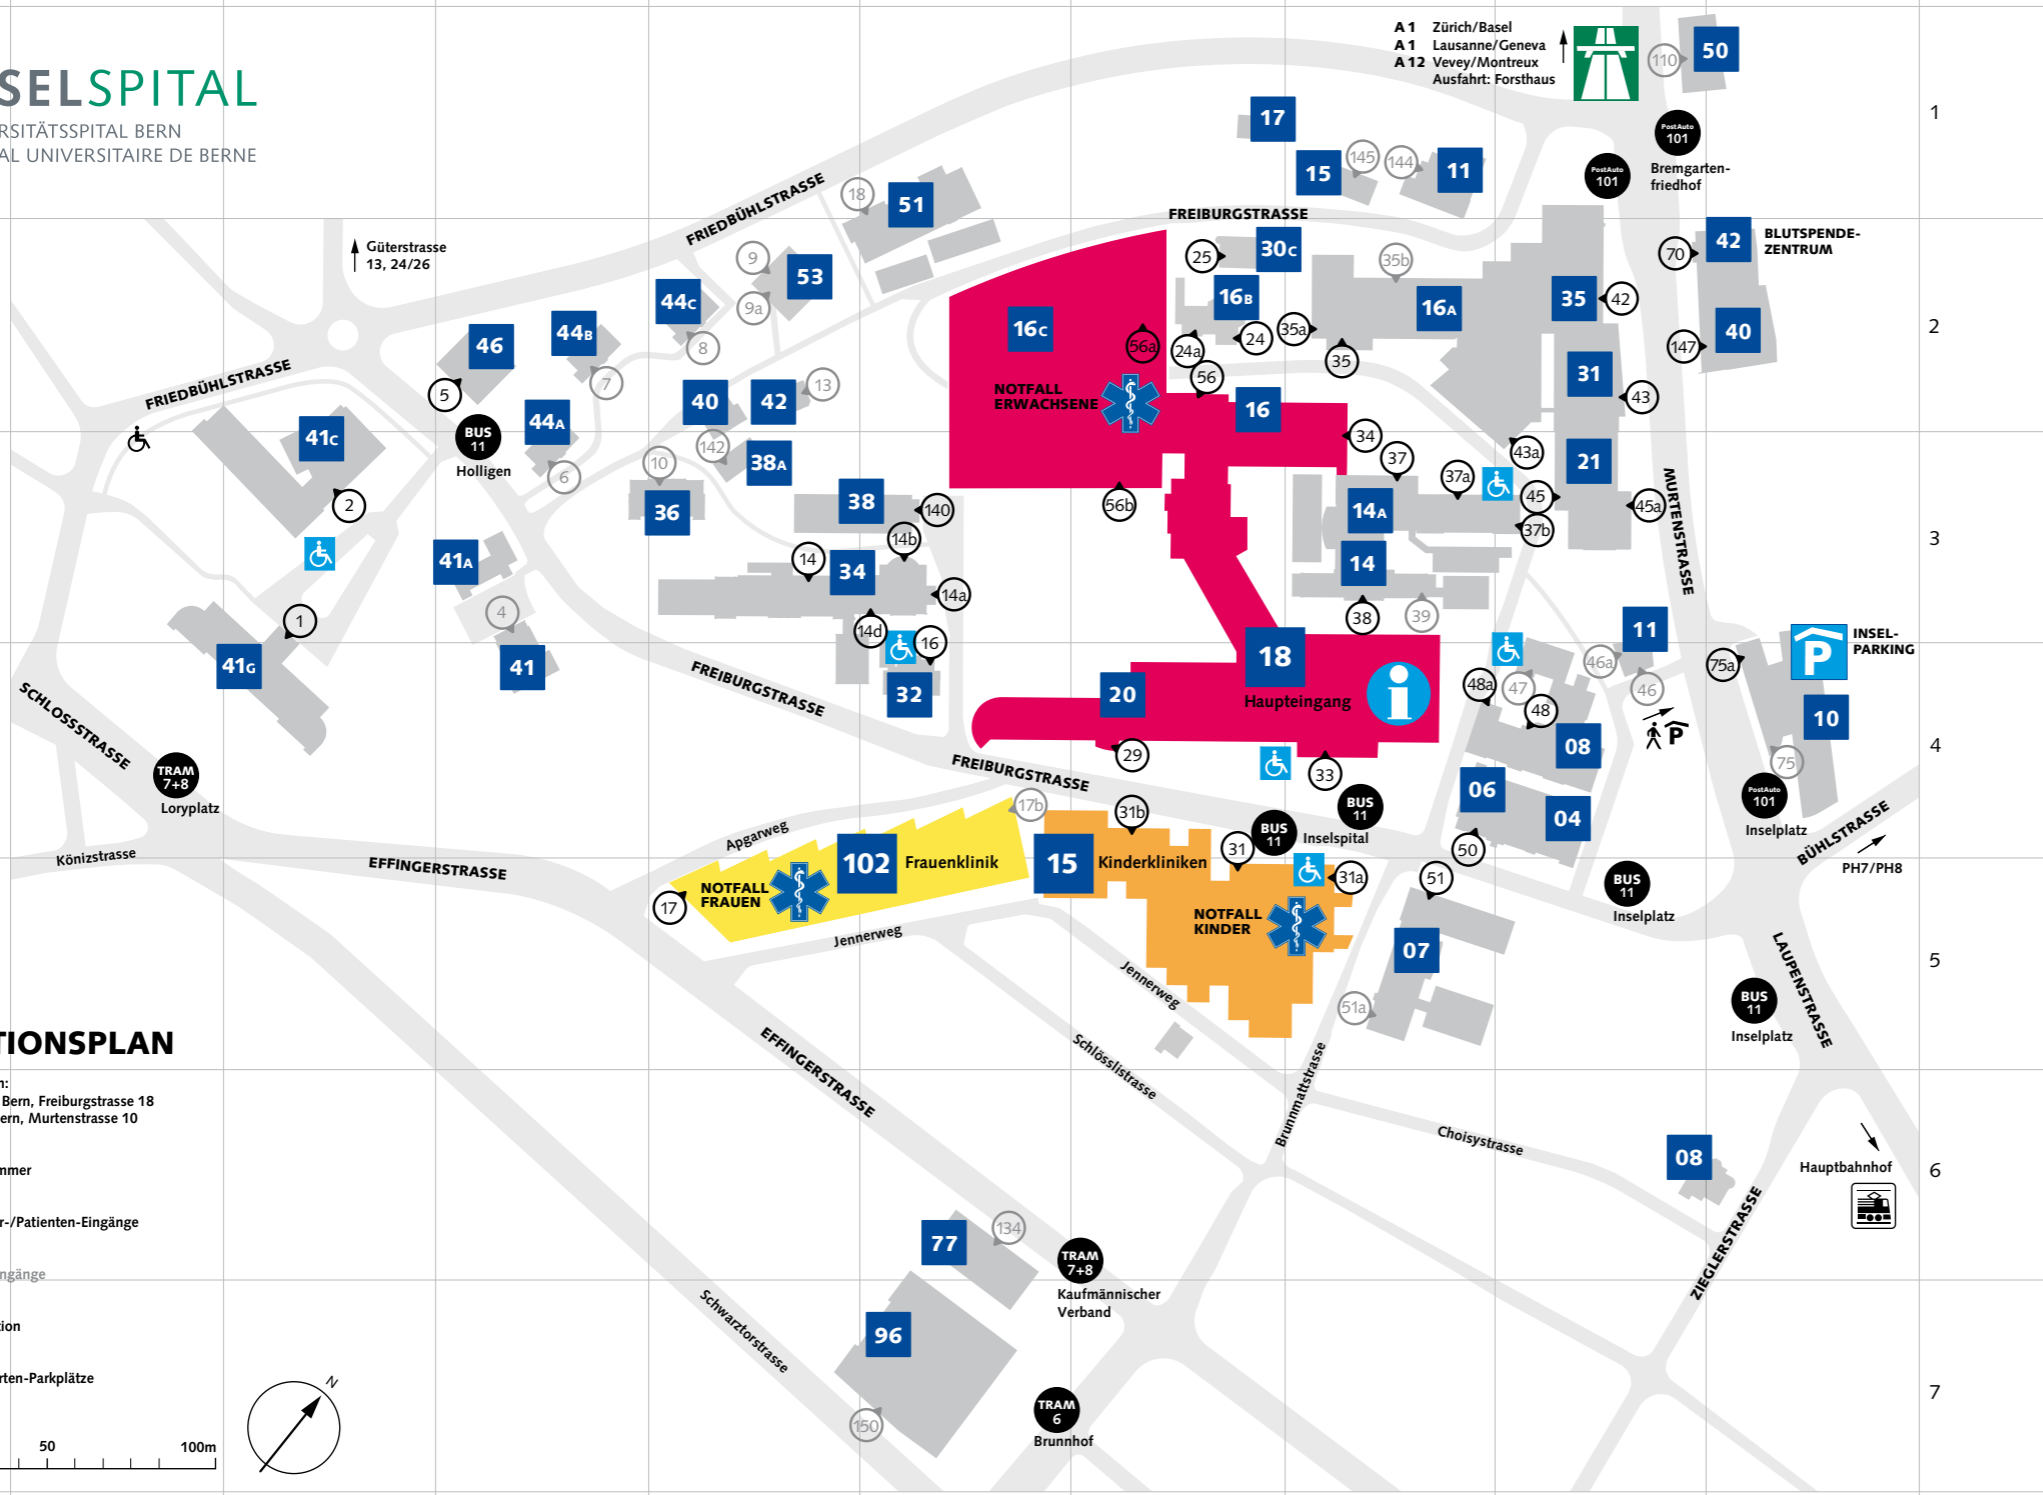 SELSPITAL
RSITÄTSSPITAL BERN
AL UNIVERSITAIRE DE BERNE
A 1 Zürich/Basel
A 1 Lausanne/Geneva
A 12 Vevey/Montreux
Ausfahrt: Forsthaus
110
50
1
17
PostAuto
101
15
145
144
11
PostAuto
101
Bremgarten-
friedhof
FRIEDBÜHLSTRASSE
18
51
FREIBURGSTRASSE
Güterstrasse
13, 24/26
9
53
9a
25
30C
35b
70
42
BLUTSPENDE-
ZENTRUM
44C
8
16C
16B
16A
35
42
46
44B
7
56a
24a
24
35a
35
147
40
2
FRIEDBÜHLSTRASSE
5
40
42
13
56
31
43
NOTFALL
ERWACHSENE
16
41C
BUS
11
Holligen
44A
6
142
38A
34
37
37a
43a
21
10
36
38
140
56b
14A
45
45a
37b
MURTENSTRASSE
2
14b
41A
14
34
14a
14
3
4
38
39
1
14d
16
11
41G
41
32
20
18
Haupteingang
48a
47
46a
46
48
75a
INSEL-
PARKING
P
10
SCHLOSSSTRASSE
FREIBURGSTRASSE
08
P
4
29
33
75
TRAM
7+8
Loryplatz
FREIBURGSTRASSE
06
04
PostAuto
101
Inselplatz
BÜHLSTRASSE
PH7/PH8
17b
31b
BUS
11
BUS
11
Inselspital
Apgarweg
31
50
Königzstrasse
EFFINGERSTRASSE
102
Frauenklinik
15
Kinderkliniken
31a
51
BUS
11
Inselplatz
NOTFALL
FRAUEN
17
NOTFALL
KINDER
Jennerweg
07
LAUPENSTRASSE
5
Jennerweg
51a
BUS
11
Inselplatz
TIONSPLAN
EFFINGERSTRASSE
Schlösslistrasse
n:
Bern, Freiburgstrasse 18
ern, Murtenstrasse 10
Brunnmattstrasse
Choisystrasse
08
Hauptbahnhof
6
mmer
r-/Patienten-Eingänge
ngänge
77
134
TRAM
7+8
Kaufmännischer
Verband
ZIEGLERSTRASSE
Schwarztorstrasse
96
tion
rten-Parkplätze
N
7
150
TRAM
6
Brunnhof
50
100m